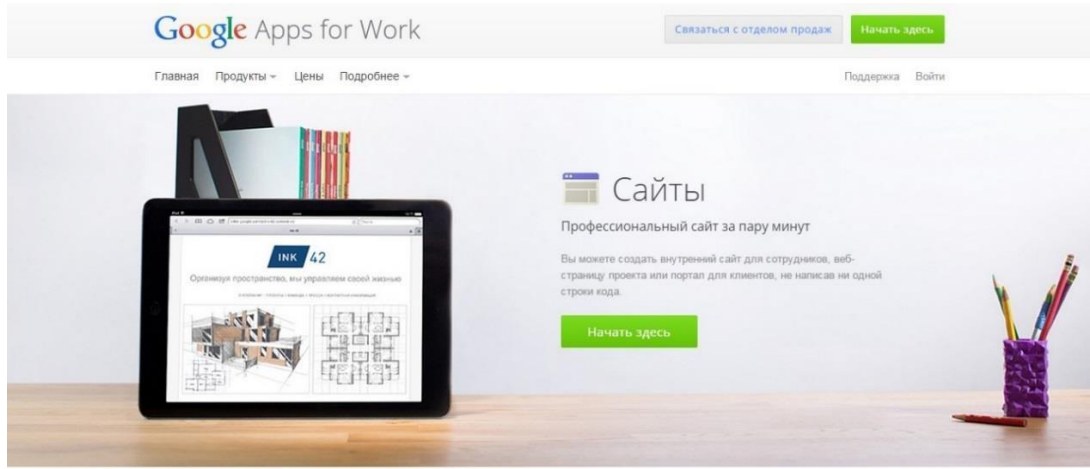 Google Apps for Work
Связаться с отделом продаж
Начать здесь
Главная Продукты Цены Подробнее
Поддержка Войти
Сайты
Профессиональный сайт за пару минут
Вы можете создать внутренний сайт для сотрудников, веб-
страницу проекта или портал для клиентов, не написав ни одной
строки кода.
Начать здесь
INK 42
Организуя пространство, мы управляем своей жизнью